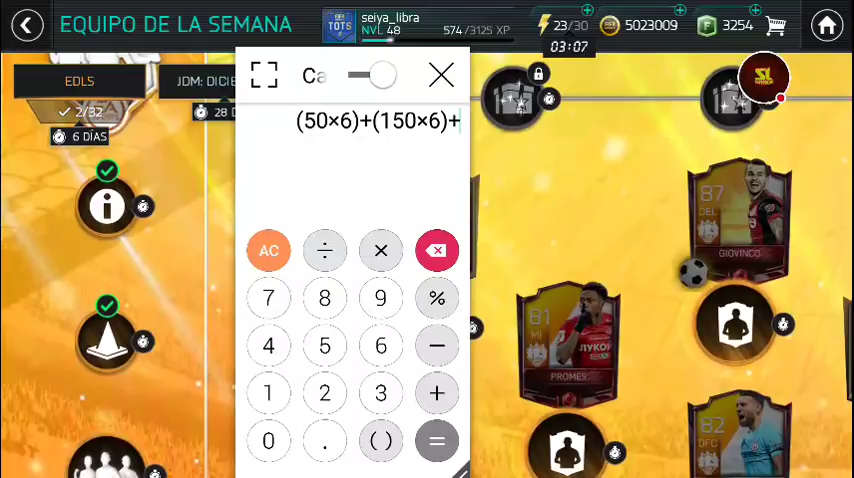 EQUIPO DE LA SEMANA
TOTS
seiya_libra
NVL 48
574/3125 XP
23/30
5023009
3254
03:07
EDLS
2/32
6 DÍAS
JDM: DICIE
28 D
Ca
(50×6)+(150×6)+
AC ÷ ×
7 8 9 %
4 5 6 −
1 2 3 +
0 . ( ) =
87
DEL
GIOVINCO
81
MI
ЛУКОЙ
PROMES
82
DFC